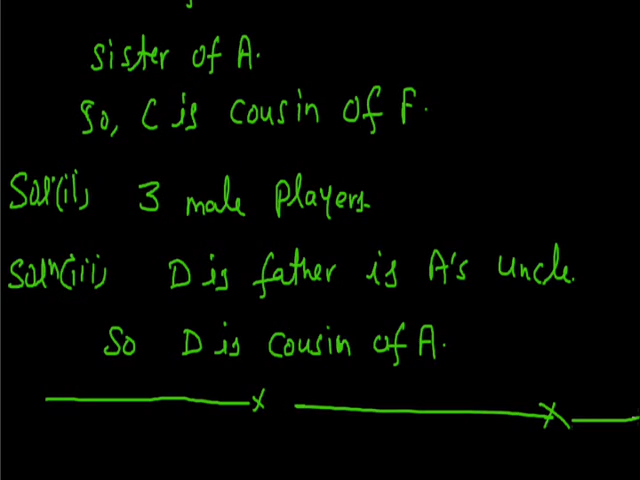 sister of A.
So, C is cousin of F.
Solⁿ(ii) 3 male players.
Solⁿ(iii) D is father is A's uncle.
So D is cousin of A.